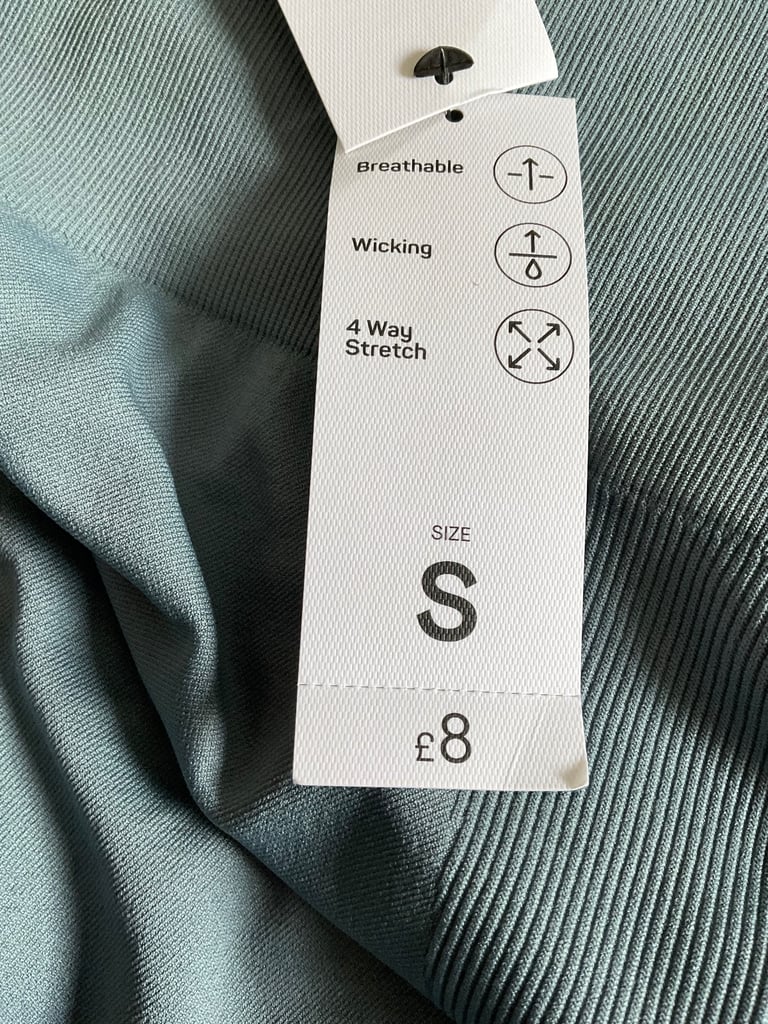 Breathable
Wicking
4 Way
Stretch
SIZE
S
£8